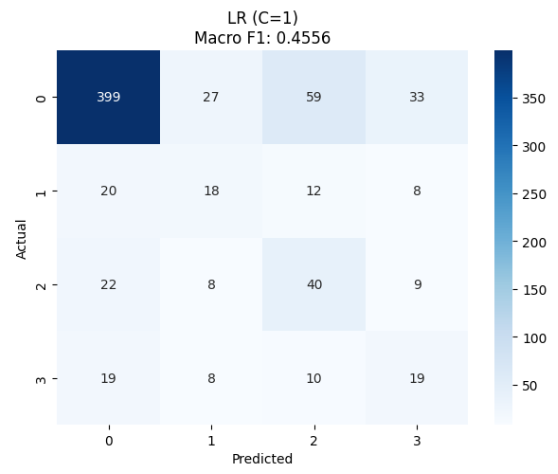 LR (C=1)
Macro F1: 0.4556
0 399 27 59 33
1 20 18 12 8
2 22 8 40 9
3 19 8 10 19
0 1 2 3
Actual
Predicted
350
300
250
200
150
100
50